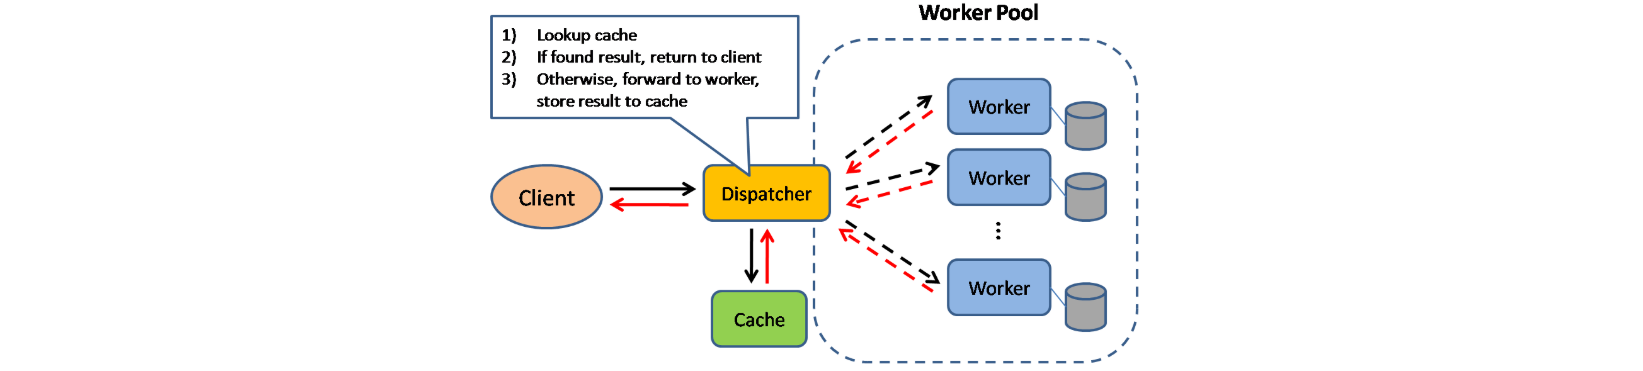 Worker Pool
1) Lookup cache
2) If found result, return to client
3) Otherwise, forward to worker,
store result to cache
Worker
Worker
Client
Dispatcher
...
Worker
Cache